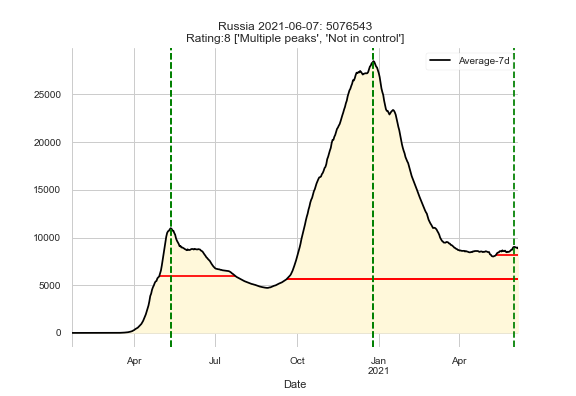 Russia 2021-06-07: 5076543
Rating:8 ['Multiple peaks', 'Not in control']
Average-7d
25000
20000
15000
10000
5000
0
Apr
Jul
Oct
Jan
2021
Apr
Date